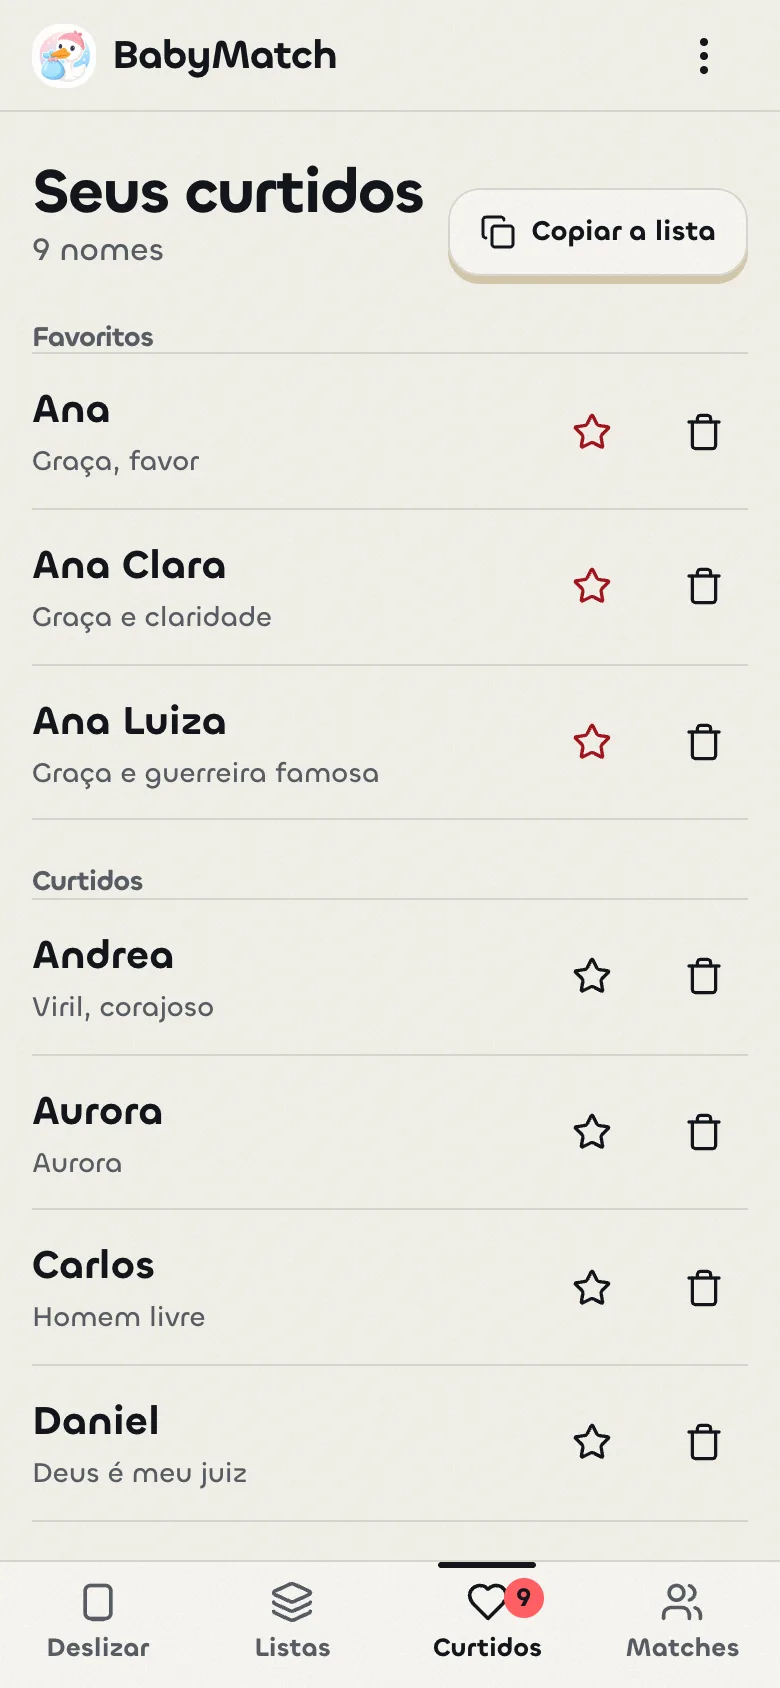 BabyMatch
Seus curtidos
9 nomes
Copiar a lista
Favoritos
Ana
Graça, favor
Ana Clara
Graça e claridade
Ana Luiza
Graça e guerreira famosa
Curtidos
Andrea
Viril, corajoso
Aurora
Aurora
Carlos
Homem livre
Daniel
Deus é meu juiz
9
Deslizar
Listas
Curtidos
Matches